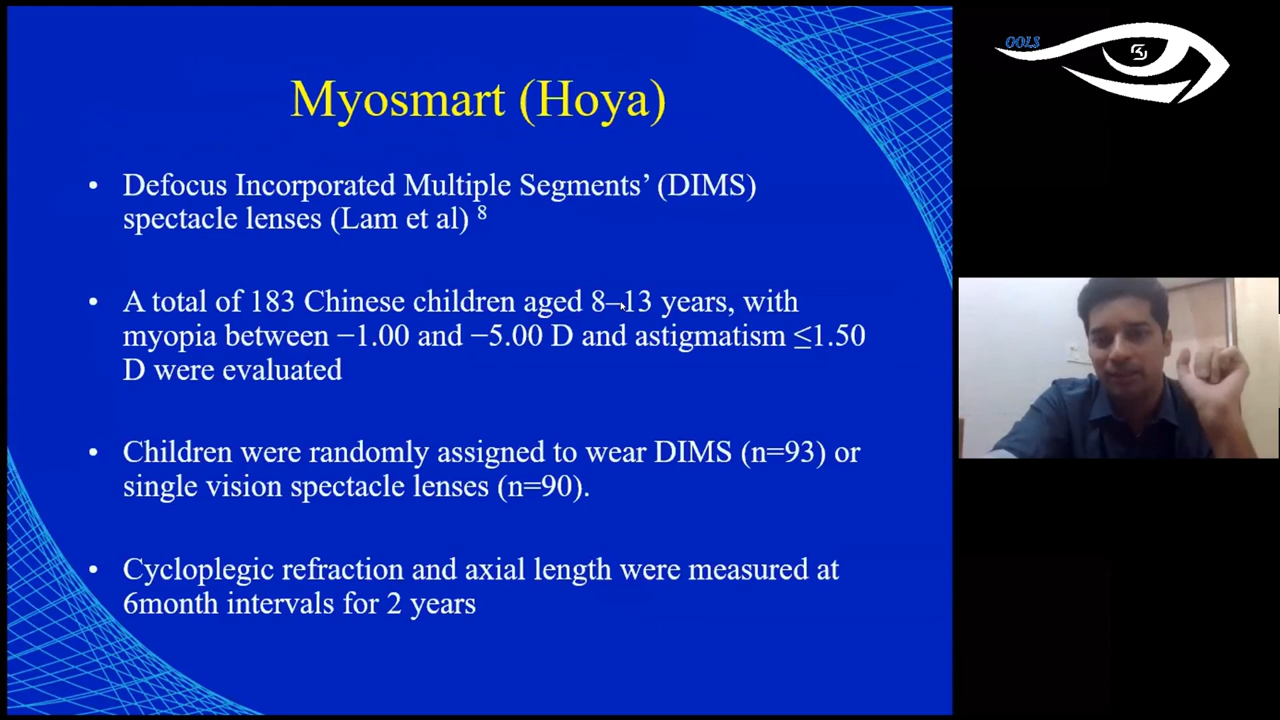 Myosmart (Hoya)
• Defocus Incorporated Multiple Segments’ (DIMS)
spectacle lenses (Lam et al) 8
• A total of 183 Chinese children aged 8–13 years, with
myopia between −1.00 and −5.00 D and astigmatism ≤1.50
D were evaluated
• Children were randomly assigned to wear DIMS (n=93) or
single vision spectacle lenses (n=90).
• Cycloplegic refraction and axial length were measured at
6month intervals for 2 years
OOLS